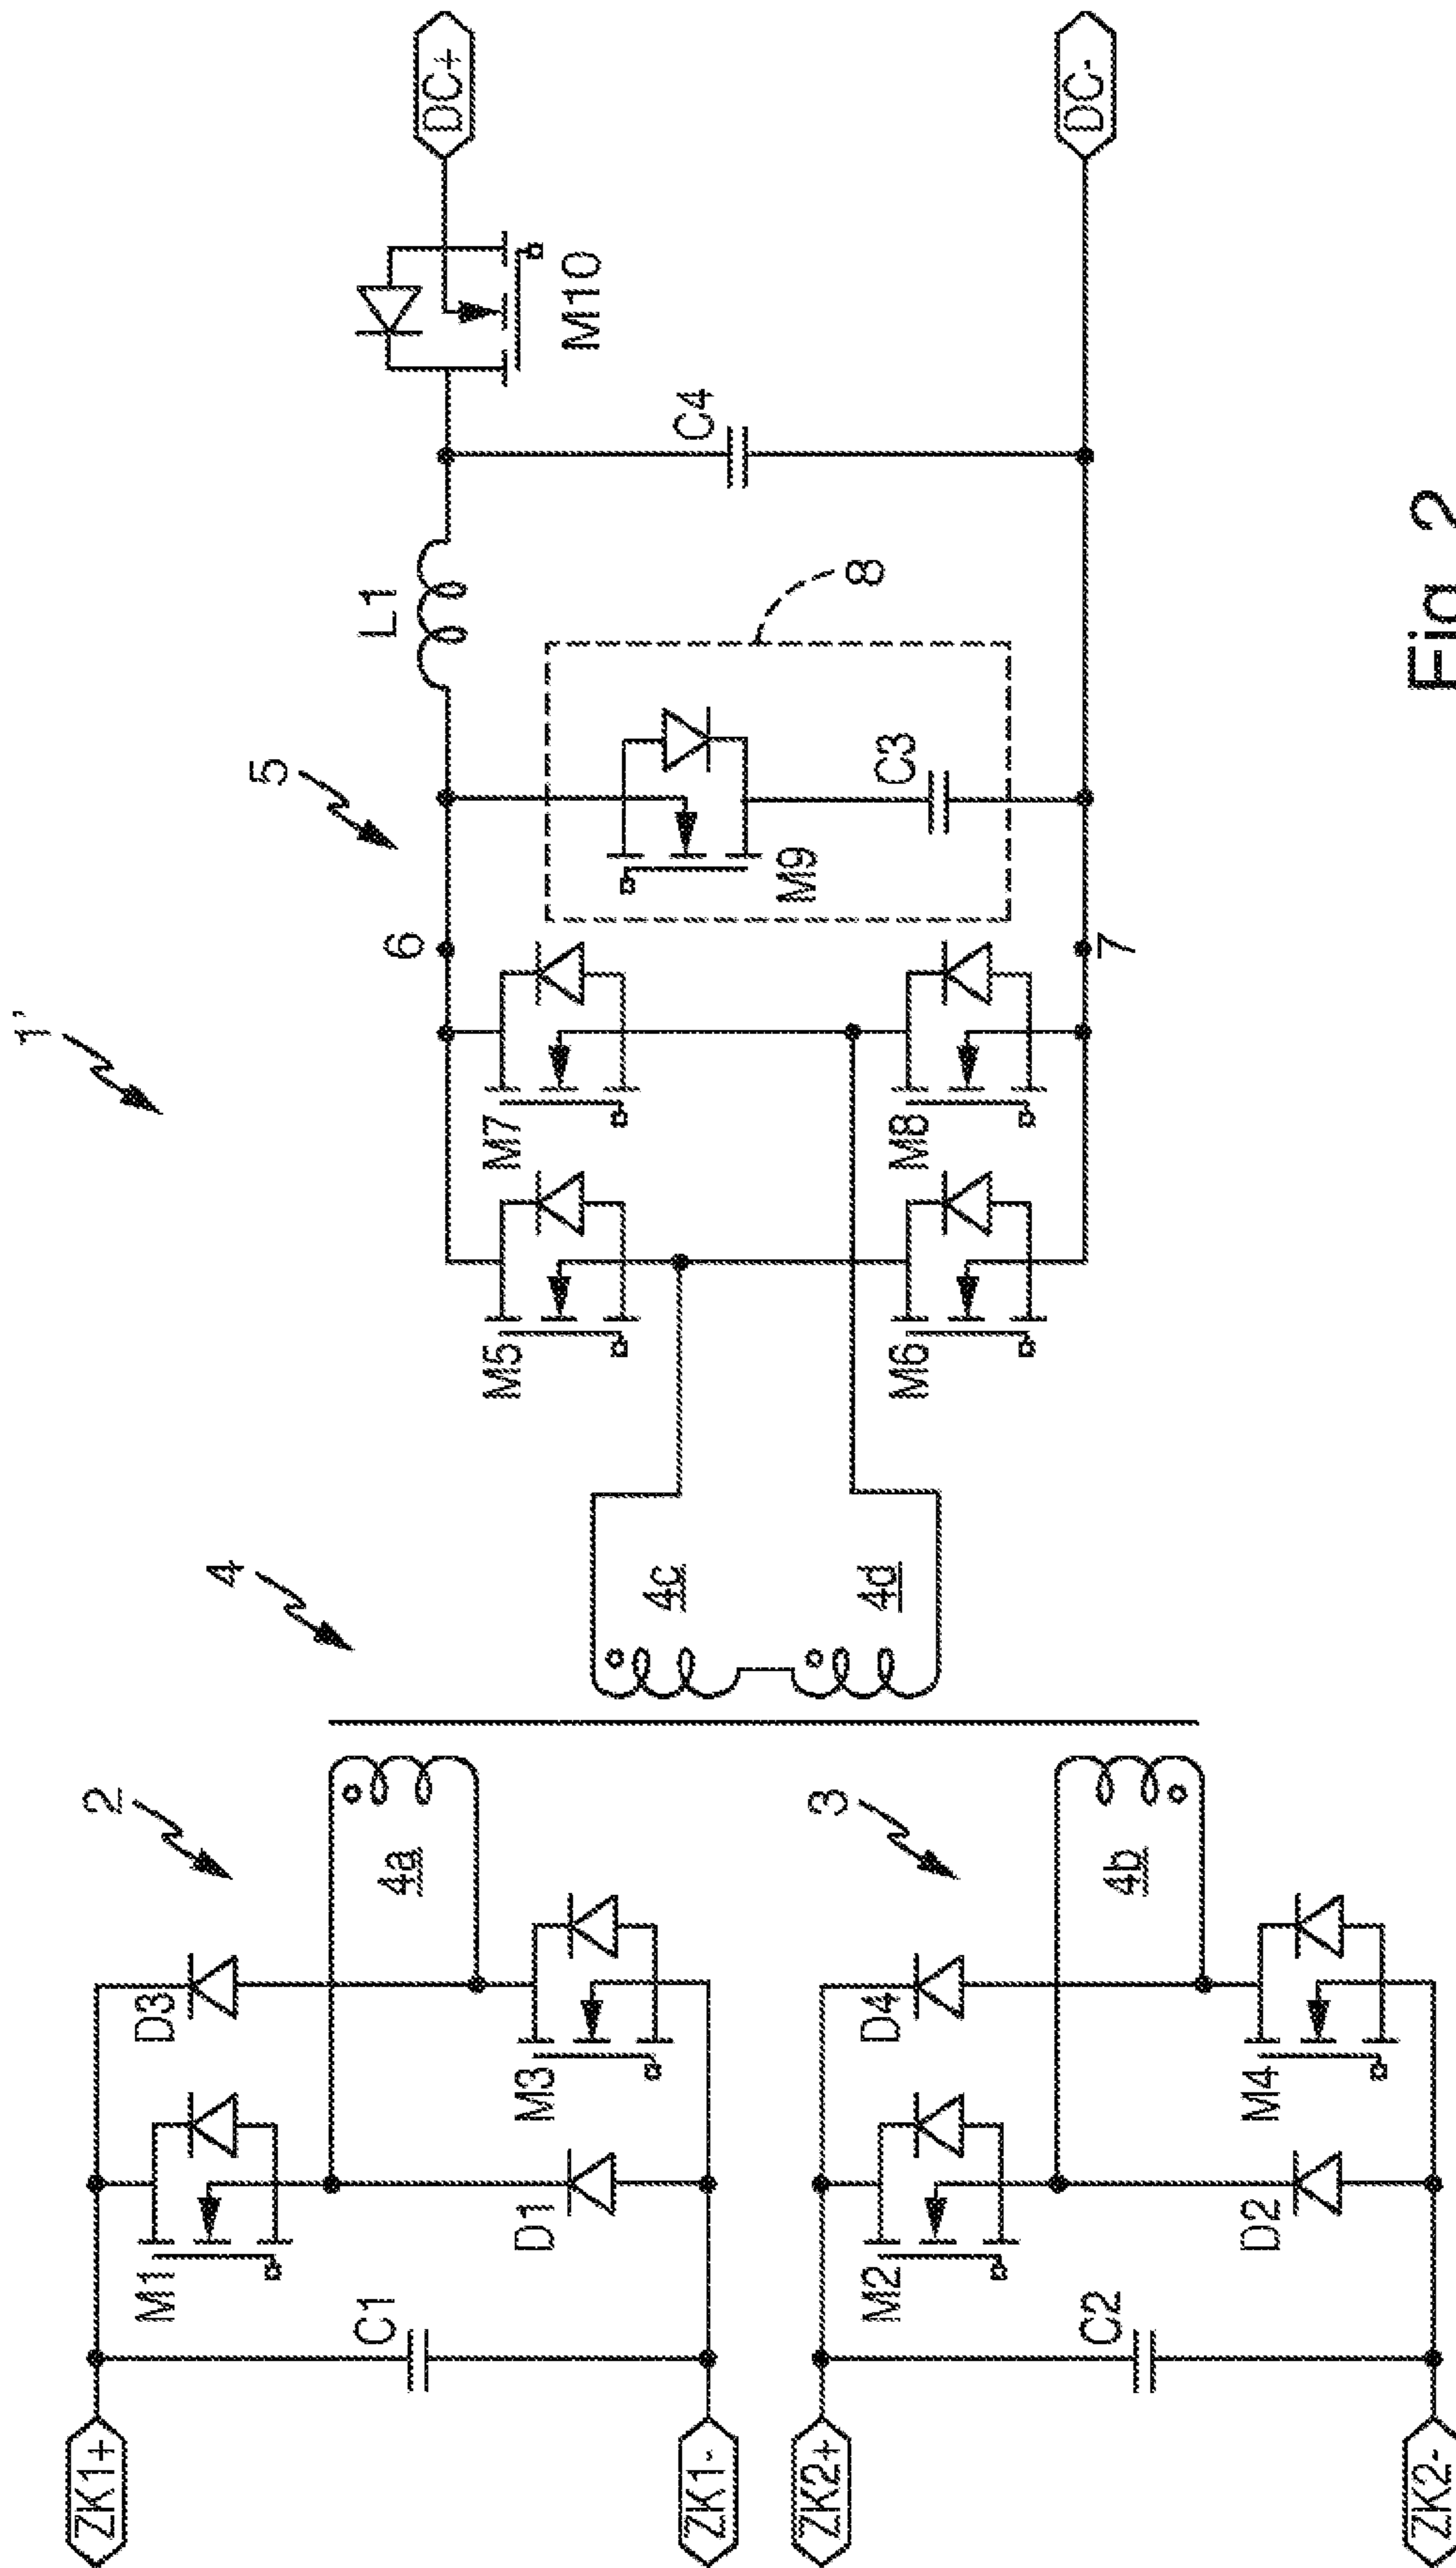 1'
2
4
5
ZK1+
C1
M1
D3
4a
D1
M3
ZK1-
ZK2+
C2
M2
D4
3
4b
D2
M4
ZK2-
4c
4d
M5
M7
M6
M8
6
7
M9
C3
8
L1
C4
M10
DC+
DC-
Fig. 2